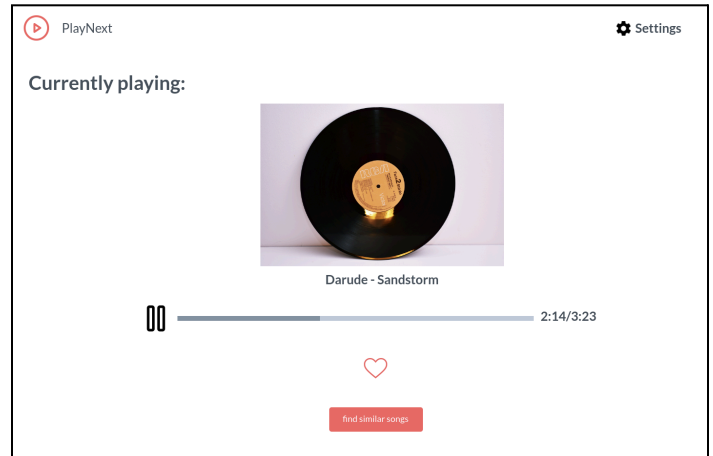 PlayNext
Settings
Currently playing:
Darude - Sandstorm
2:14/3:23
find similar songs